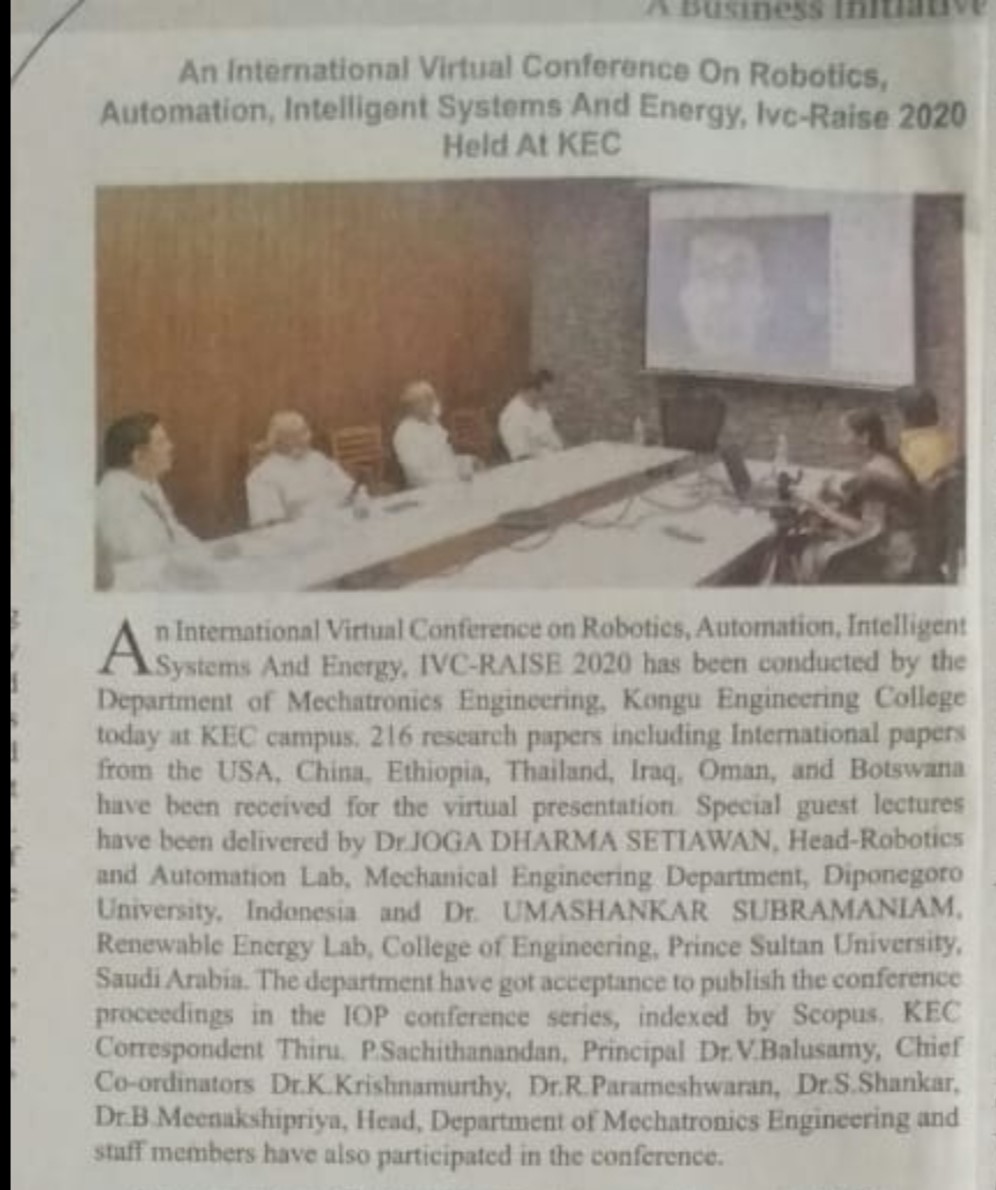 A Business Initiative
An International Virtual Conference On Robotics,
Automation, Intelligent Systems And Energy, Ivc-Raise 2020
Held At KEC
An International Virtual Conference on Robotics, Automation, Intelligent
Systems And Energy, IVC-RAISE 2020 has been conducted by the
Department of Mechatronics Engineering, Kongu Engineering College
today at KEC campus. 216 research papers including International papers
from the USA, China, Ethiopia, Thailand, Iraq, Oman, and Botswana
have been received for the virtual presentation. Special guest lectures
have been delivered by Dr.JOGA DHARMA SETIAWAN, Head-Robotics
and Automation Lab, Mechanical Engineering Department, Diponegoro
University, Indonesia and Dr. UMASHANKAR SUBRAMANIAM,
Renewable Energy Lab, College of Engineering, Prince Sultan University,
Saudi Arabia. The department have got acceptance to publish the conference
proceedings in the IOP conference series, indexed by Scopus. KEC
Correspondent Thiru. P.Sachithanandan, Principal Dr.V.Balusamy, Chief
Co-ordinators Dr.K.Krishnamurthy, Dr.R.Parameshwaran, Dr.S.Shankar,
Dr.B.Meenakshipriya, Head, Department of Mechatronics Engineering and
staff members have also participated in the conference.